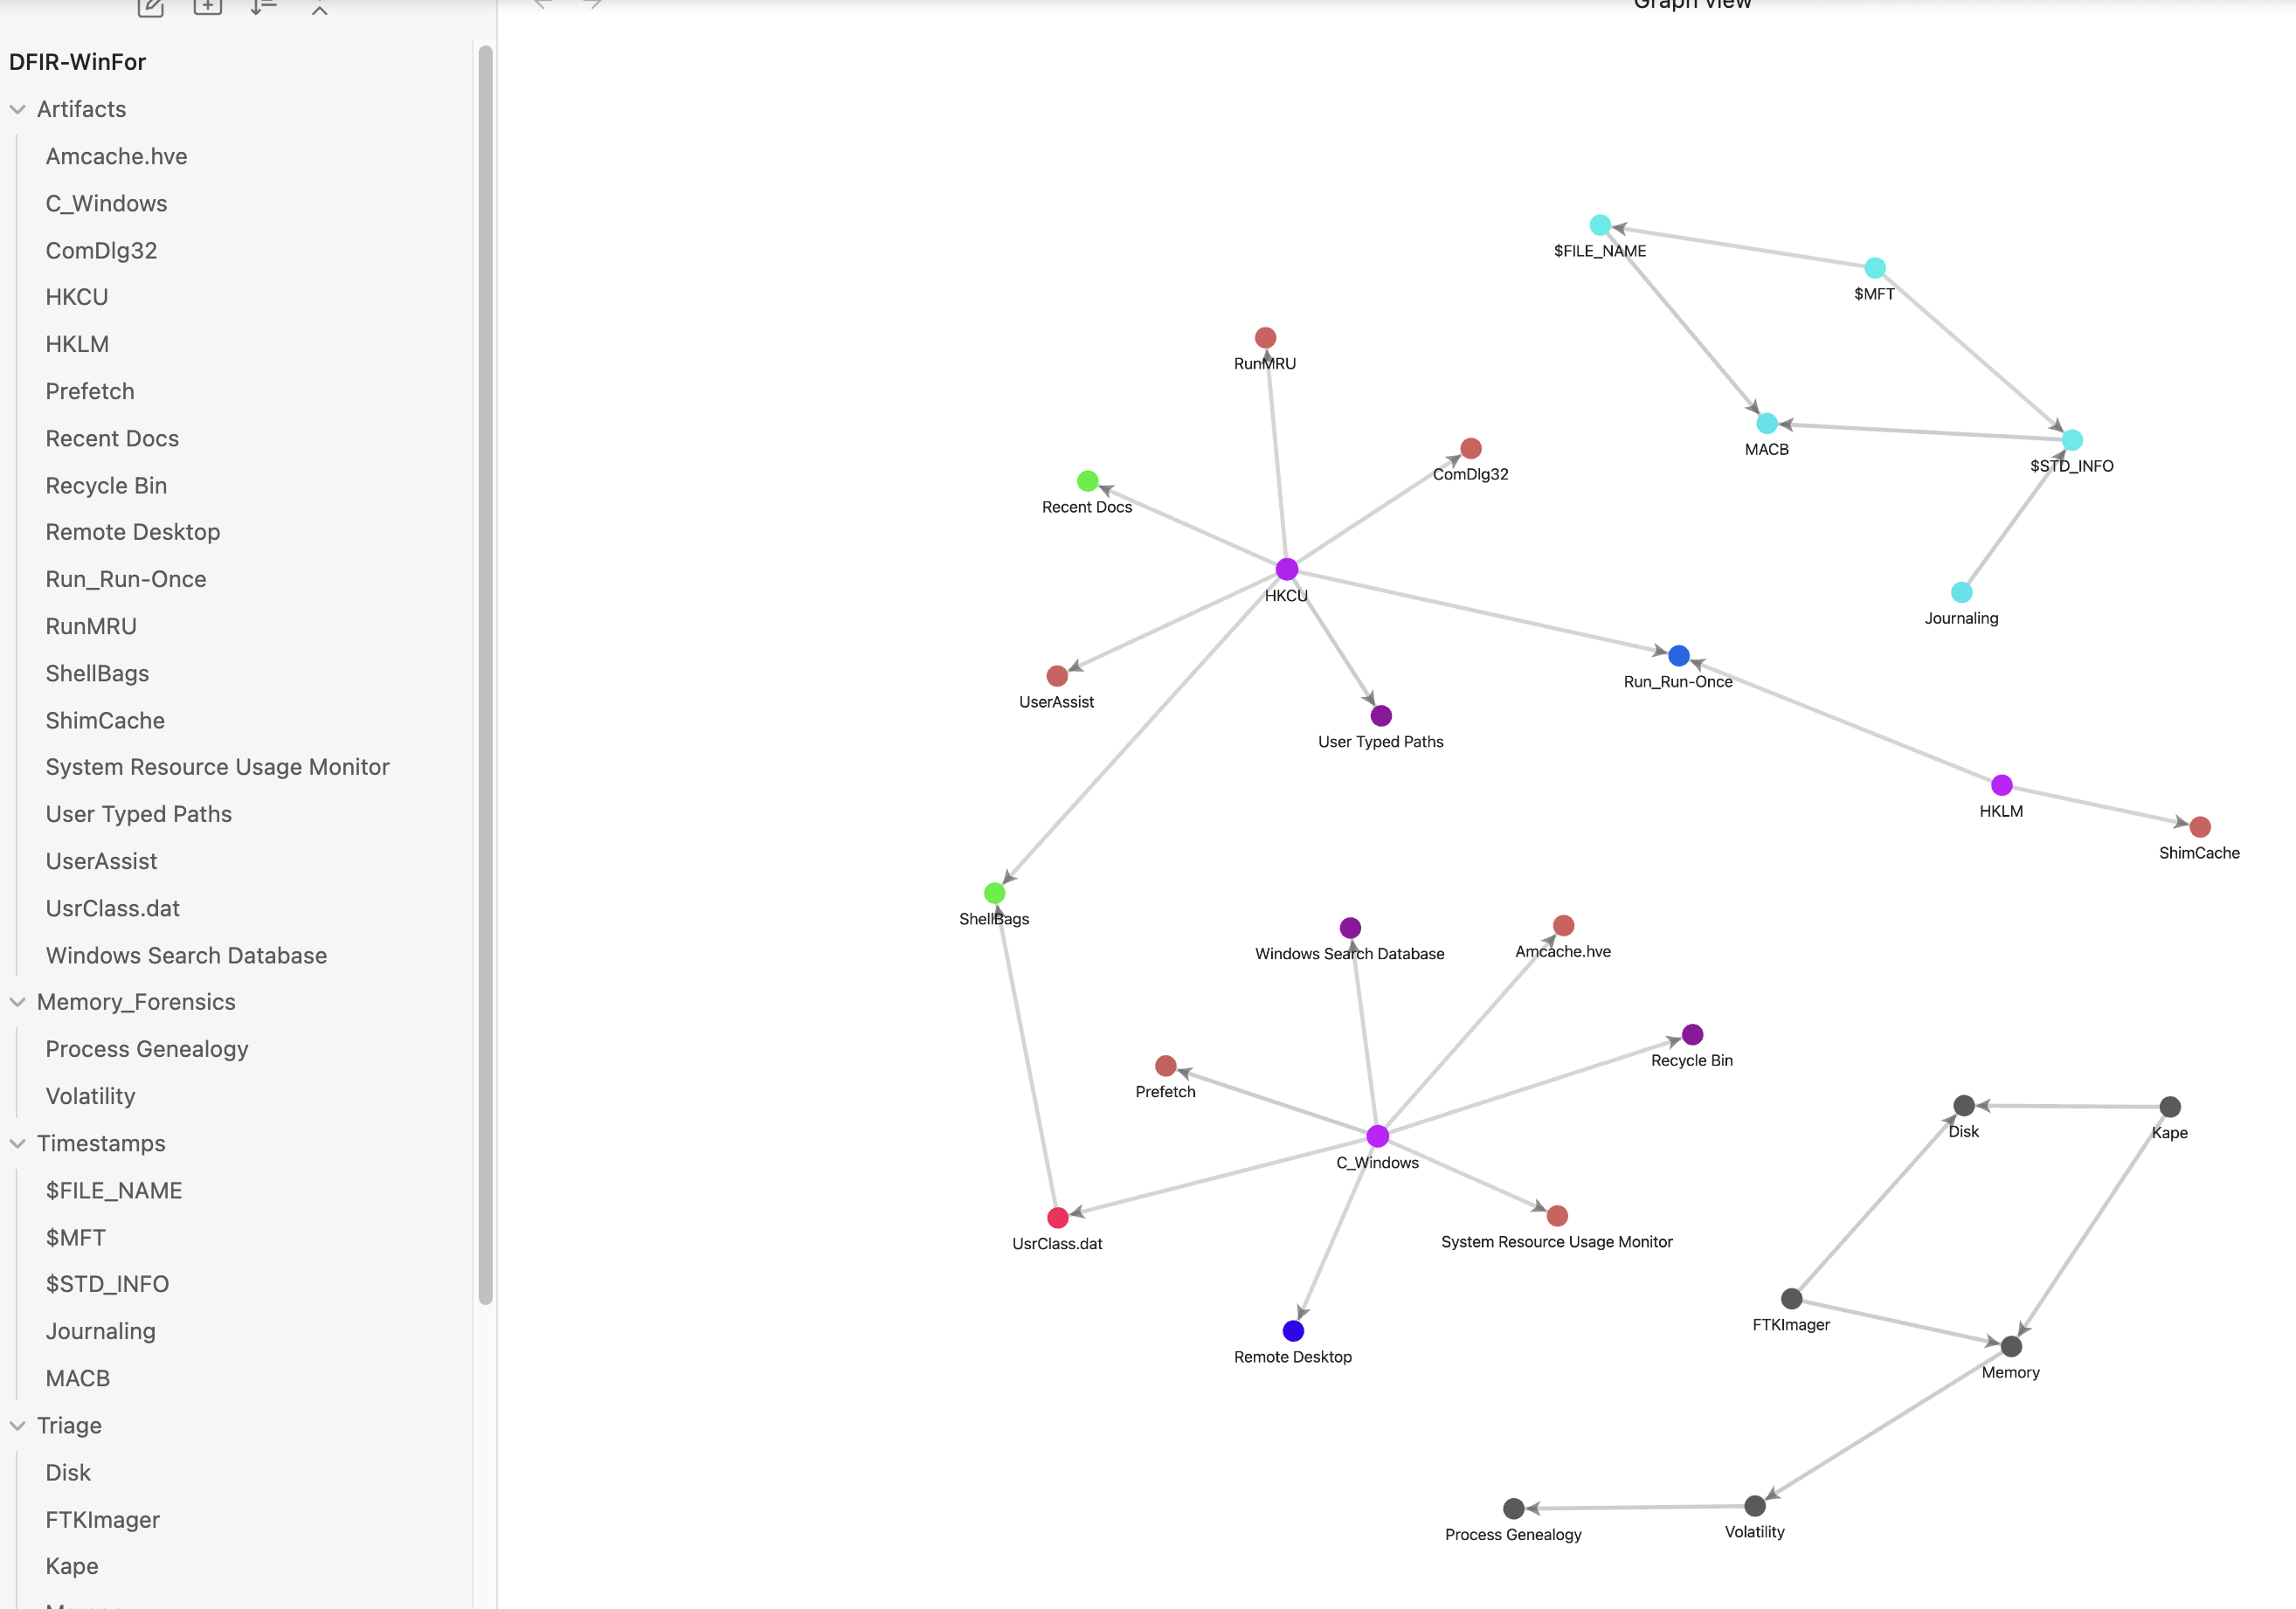 Graph view
DFIR-WinFor
Artifacts
Amcache.hve
C_Windows
ComDlg32
HKCU
HKLM
Prefetch
Recent Docs
Recycle Bin
Remote Desktop
Run_Run-Once
RunMRU
ShellBags
ShimCache
System Resource Usage Monitor
User Typed Paths
UserAssist
UsrClass.dat
Windows Search Database
Memory_Forensics
Process Genealogy
Volatility
Timestamps
$FILE_NAME
$MFT
$STD_INFO
Journaling
MACB
Triage
Disk
FTKImager
Kape
$FILE_NAME
$MFT
RunMRU
MACB
$STD_INFO
ComDlg32
Recent Docs
HKCU
Journaling
Run_Run-Once
UserAssist
User Typed Paths
HKLM
ShimCache
ShellBags
Windows Search Database
Amcache.hve
Recycle Bin
Prefetch
Disk
Kape
C_Windows
UsrClass.dat
System Resource Usage Monitor
FTKImager
Remote Desktop
Memory
Process Genealogy
Volatility